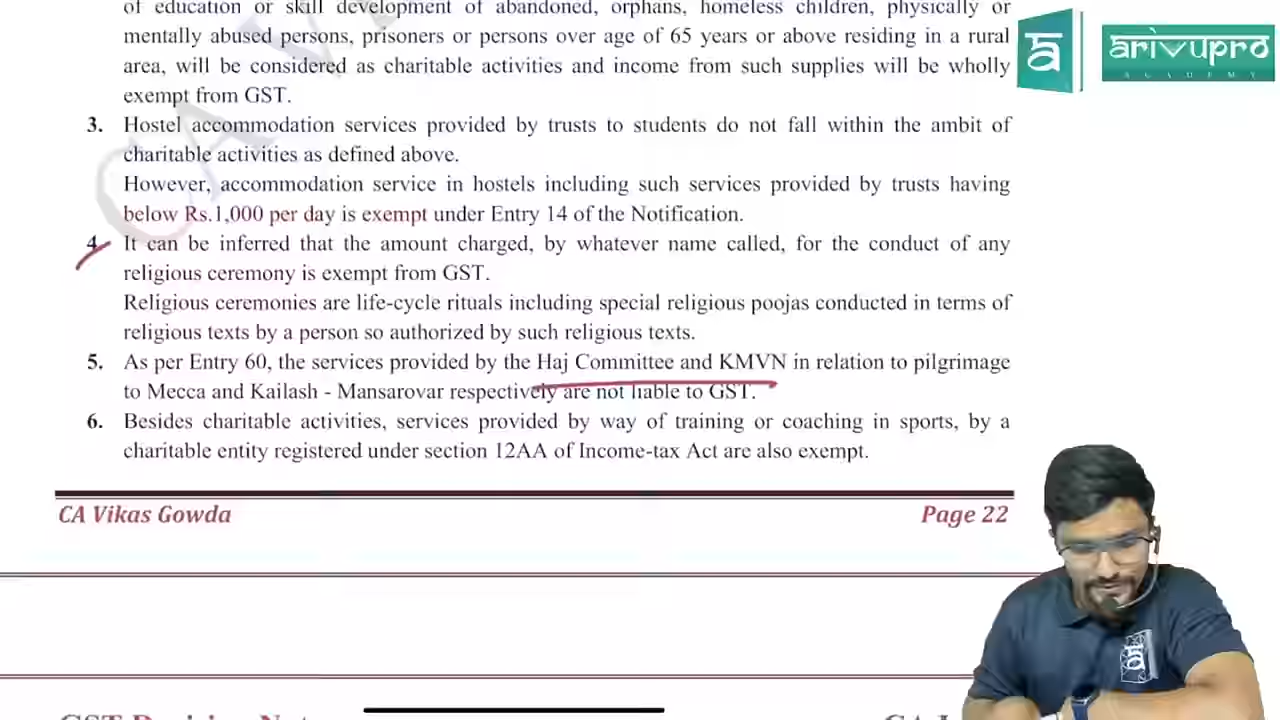 of education or skill development of abandoned, orphans, homeless children, physically or
mentally abused persons, prisoners or persons over age of 65 years or above residing in a rural
area, will be considered as charitable activities and income from such supplies will be wholly
exempt from GST.
3. Hostel accommodation services provided by trusts to students do not fall within the ambit of
charitable activities as defined above.
However, accommodation service in hostels including such services provided by trusts having
below Rs.1,000 per day is exempt under Entry 14 of the Notification.
4. It can be inferred that the amount charged, by whatever name called, for the conduct of any
religious ceremony is exempt from GST.
Religious ceremonies are life-cycle rituals including special religious poojas conducted in terms of
religious texts by a person so authorized by such religious texts.
5. As per Entry 60, the services provided by the Haj Committee and KMVN in relation to pilgrimage
to Mecca and Kailash - Mansarovar respectively are not liable to GST.
6. Besides charitable activities, services provided by way of training or coaching in sports, by a
charitable entity registered under section 12AA of Income-tax Act are also exempt.
CA Vikas Gowda Page 22
arivupro
ACADEMY
CA V